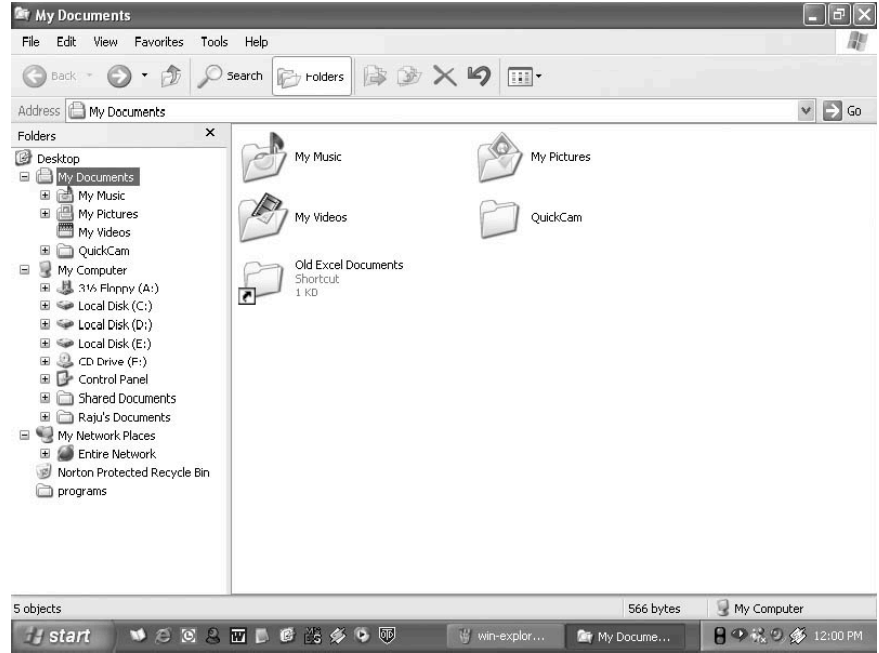 My Documents
File Edit View Favorites Tools Help
Back Search Folders
Address My Documents Go
Folders
Desktop
My Documents
My Music
My Pictures
My Videos
QuickCam
My Computer
3½ Floppy (A:)
Local Disk (C:)
Local Disk (D:)
Local Disk (E:)
CD Drive (F:)
Control Panel
Shared Documents
Raju's Documents
My Network Places
Entire Network
Norton Protected Recycle Bin
programs
My Music
My Pictures
My Videos
QuickCam
Old Excel Documents
Shortcut
1 KB
5 objects
566 bytes
My Computer
start
win-explor...
My Docume...
12:00 PM